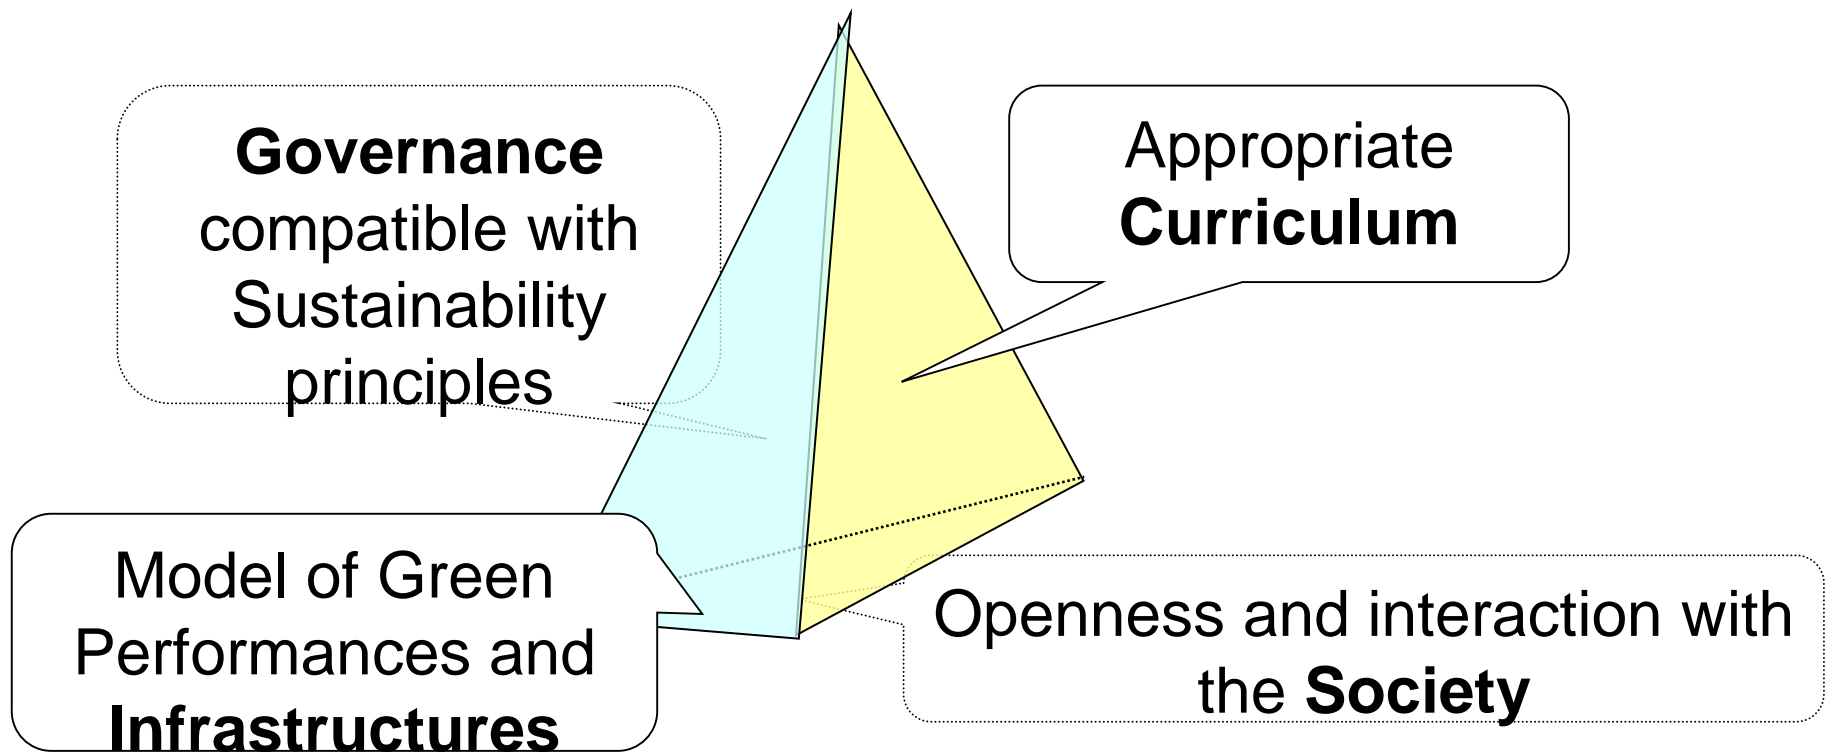 Governance
compatible with
Sustainability
principles
Appropriate
Curriculum
Model of Green
Performances and
Infrastructures
Openness and interaction with
the Society